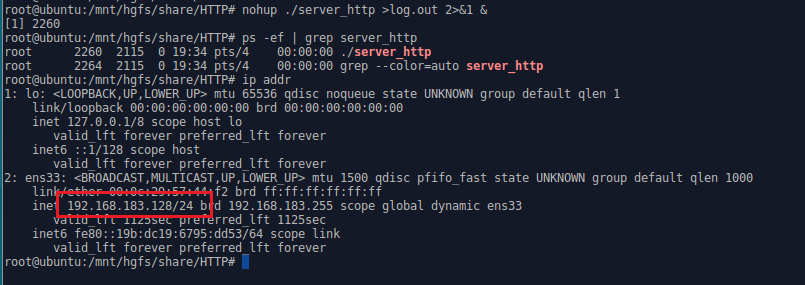 root@ubuntu:/mnt/hgfs/share/HTTP# nohup ./server_http >log.out 2>&1 &
[1] 2260
root@ubuntu:/mnt/hgfs/share/HTTP# ps -ef | grep server_http
root 2260 2115 0 19:34 pts/4 00:00:00 ./server_http
root 2264 2115 0 19:34 pts/4 00:00:00 grep --color=auto server_http
root@ubuntu:/mnt/hgfs/share/HTTP# ip addr
1: lo: <LOOPBACK,UP,LOWER_UP> mtu 65536 qdisc noqueue state UNKNOWN group default qlen 1
link/loopback 00:00:00:00:00:00 brd 00:00:00:00:00:00
inet 127.0.0.1/8 scope host lo
valid_lft forever preferred_lft forever
inet6 ::1/128 scope host
valid_lft forever preferred_lft forever
2: ens33: <BROADCAST,MULTICAST,UP,LOWER_UP> mtu 1500 qdisc pfifo_fast state UNKNOWN group default qlen 1000
link/ether 00:0c:29:57:44:f2 brd ff:ff:ff:ff:ff:ff
inet 192.168.183.128/24 brd 192.168.183.255 scope global dynamic ens33
valid_lft 1125sec preferred_lft 1125sec
inet6 fe80::19b:dc19:6795:dd53/64 scope link
valid_lft forever preferred_lft forever
root@ubuntu:/mnt/hgfs/share/HTTP#